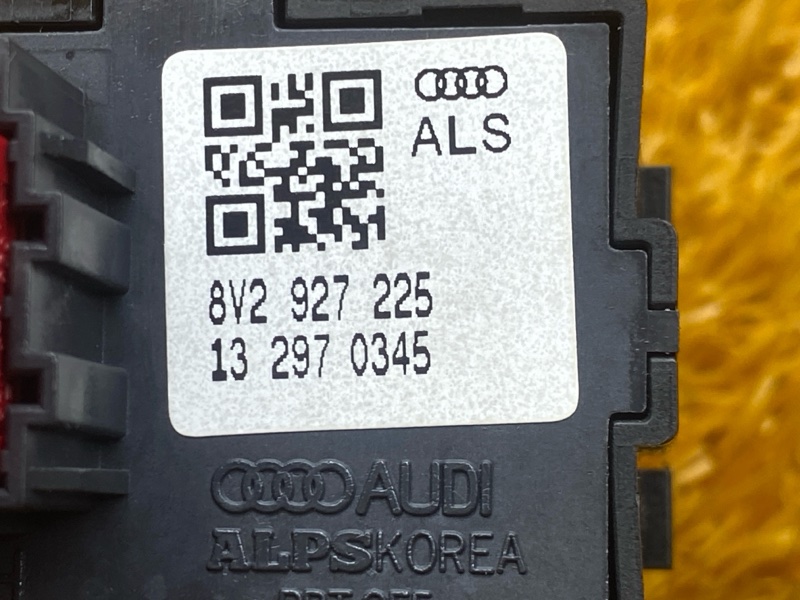 ALS
8V2 927 225
13 297 0345
AUDI
ALPSKOREA